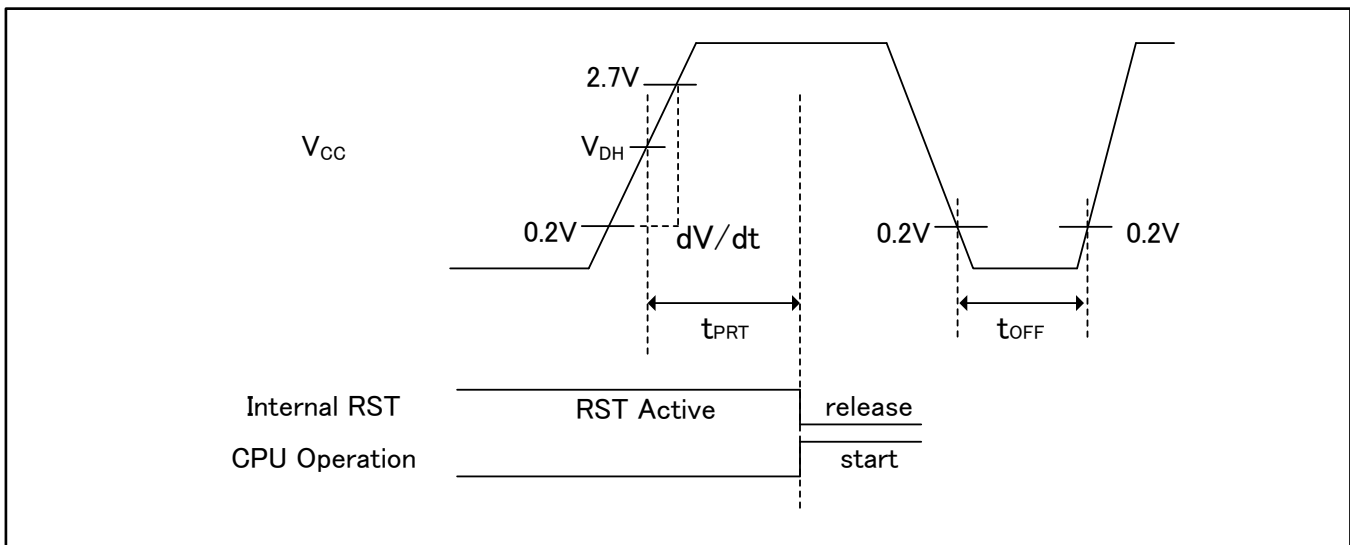 2.7V
VCC
VDH
0.2V
dV/dt
0.2V
0.2V
tPRT
tOFF
Internal RST
RST Active
release
CPU Operation
start